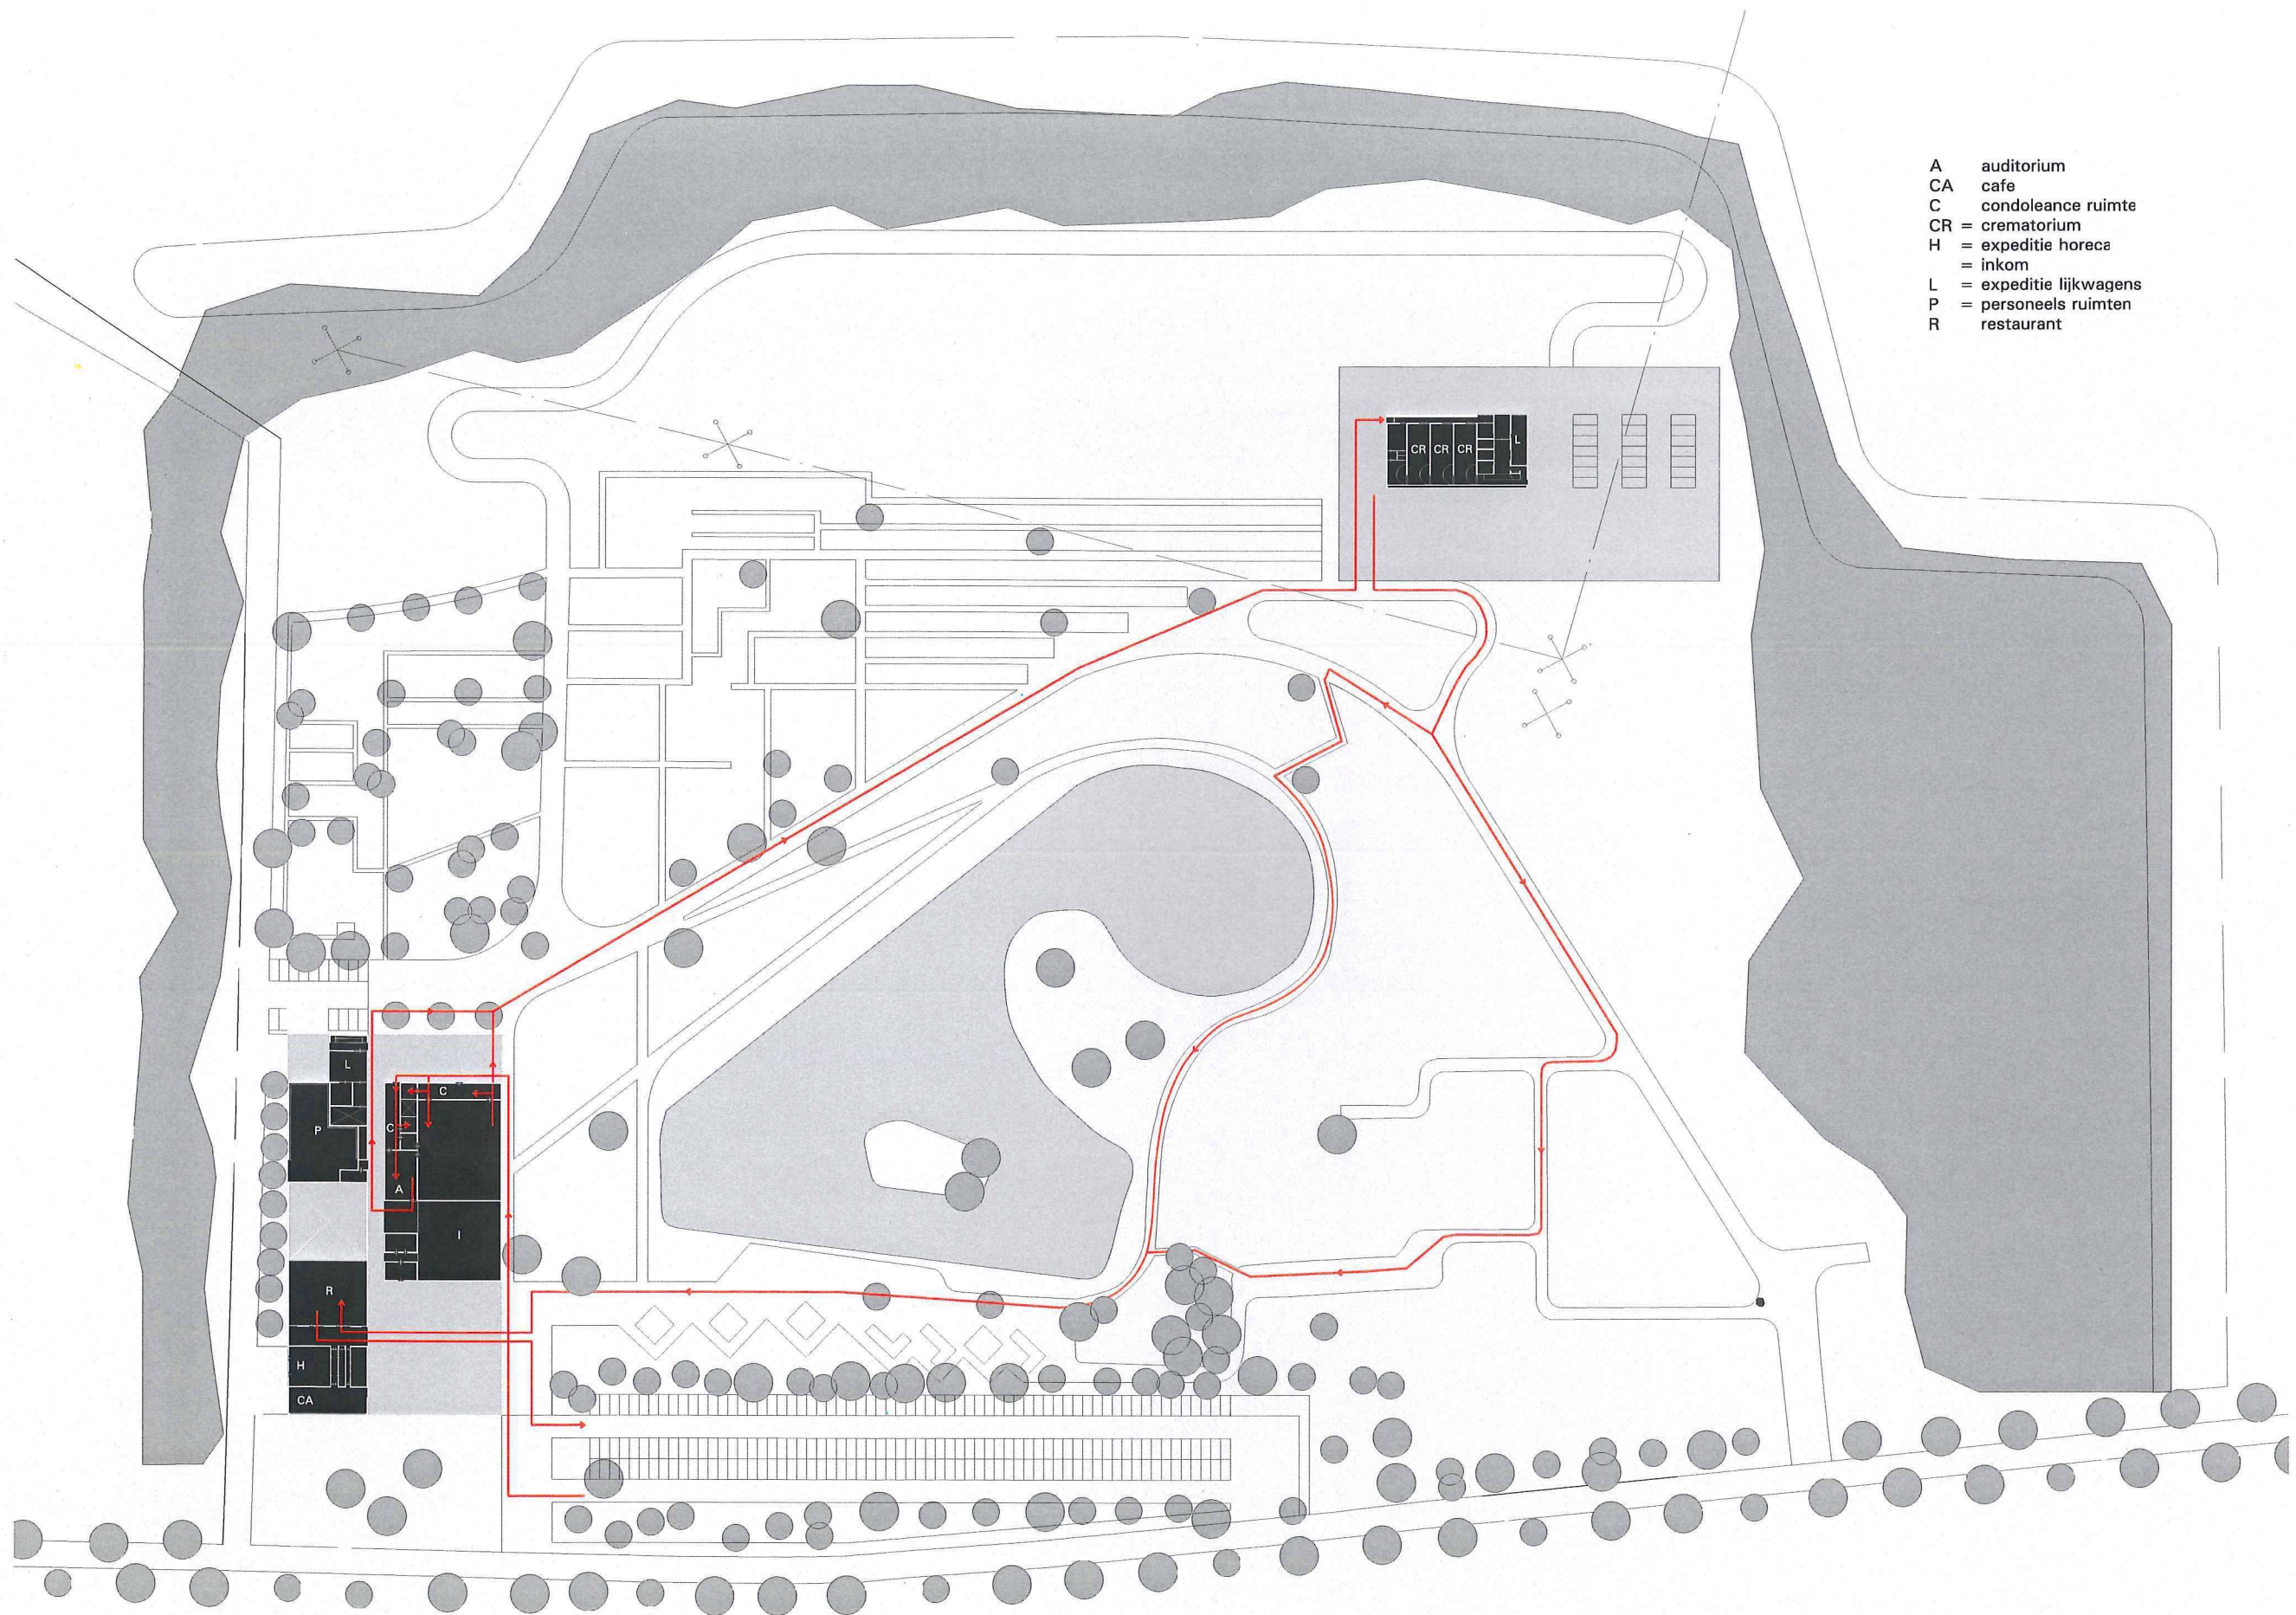 A auditorium
CA cafe
C condoleance ruimte
CR = crematorium
H = expeditie horeca
= inkom
L = expeditie lijkwagens
P = personeels ruimten
R restaurant
CR CR CR L
L
C
P C
A
I
R
H
CA